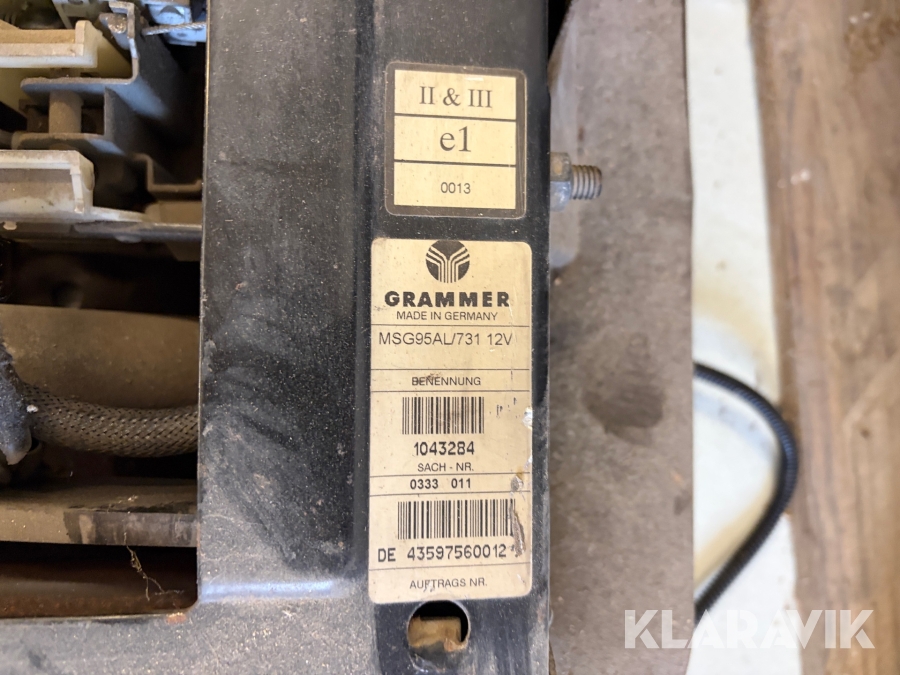 II & III
e1
0013
GRAMMER
MADE IN GERMANY
MSG95AL/731 12V
BENENNUNG
1043284
SACH - NR.
0333 011
DE 43597560012
AUFTRAGS NR.
KLARAVIK